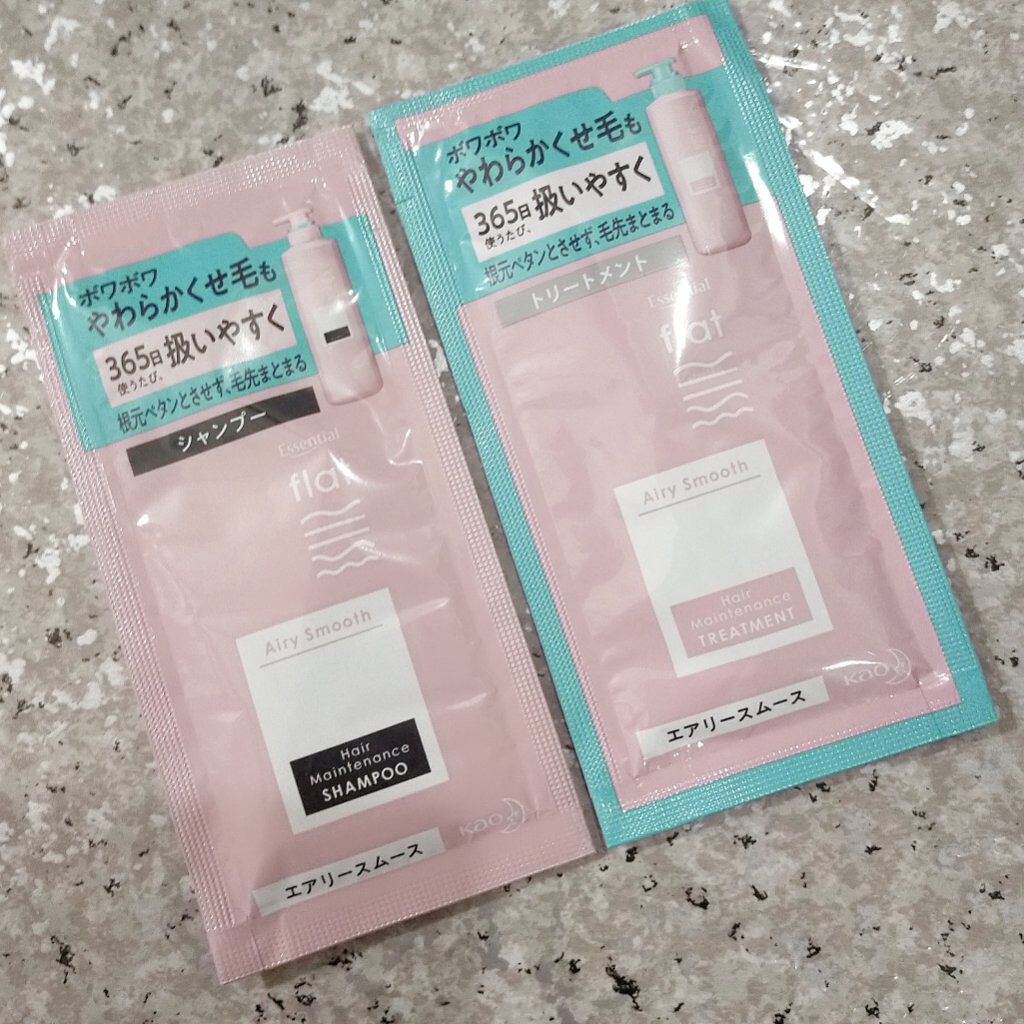 ボワボワ
やわらかくせ毛も
365日扱いやすく
使うたび、
根元ペタンとさせず、毛先まとまる
シャンプー
Essential
flat
Airy Smooth
Hair
Maintenance
SHAMPOO
Kao
エアリースムース
ボワボワ
やわらかくせ毛も
365日扱いやすく
使うたび、
根元ペタンとさせず、毛先まとまる
トリートメント
Essential
flat
Airy Smooth
Hair
Maintenance
TREATMENT
Kao
エアリースムース